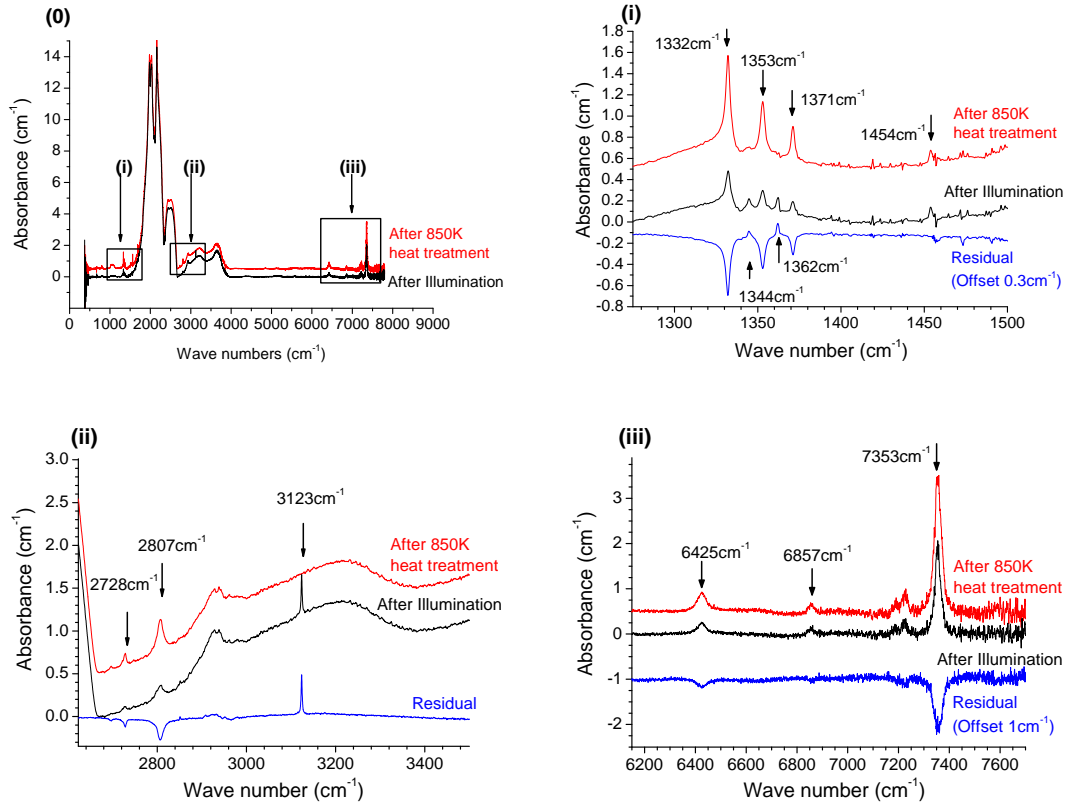 (0)
14
12
10
8
6
4
2
0
Absorbance (cm-1)
(i)
(ii)
(iii)
After 850K
heat treatment
After Illumination
0 1000 2000 3000 4000 5000 6000 7000 8000 9000
Wave numbers (cm-1)
(i)
1.8
1.6
1.4
1.2
1.0
0.8
0.6
0.4
0.2
0.0
-0.2
-0.4
-0.6
-0.8
Absorbance (cm-1)
1332cm-1
1353cm-1
1371cm-1
1454cm-1
After 850K
heat treatment
After Illumination
1362cm-1
1344cm-1
Residual
(Offset 0.3cm-1)
1300 1350 1400 1450 1500
Wave number (cm-1)
(ii)
3.0
2.5
2.0
1.5
1.0
0.5
0.0
Absorbance (cm-1)
3123cm-1
2807cm-1
2728cm-1
After 850K
heat treatment
After Illumination
Residual
2800 3000 3200 3400
Wave number (cm-1)
(iii)
5
4
3
2
1
0
-1
-2
Absorbance (cm-1)
7353cm-1
6425cm-1
6857cm-1
After 850K
heat treatment
After Illumination
Residual
(Offset 1cm-1)
6200 6400 6600 6800 7000 7200 7400 7600
Wave number (cm-1)